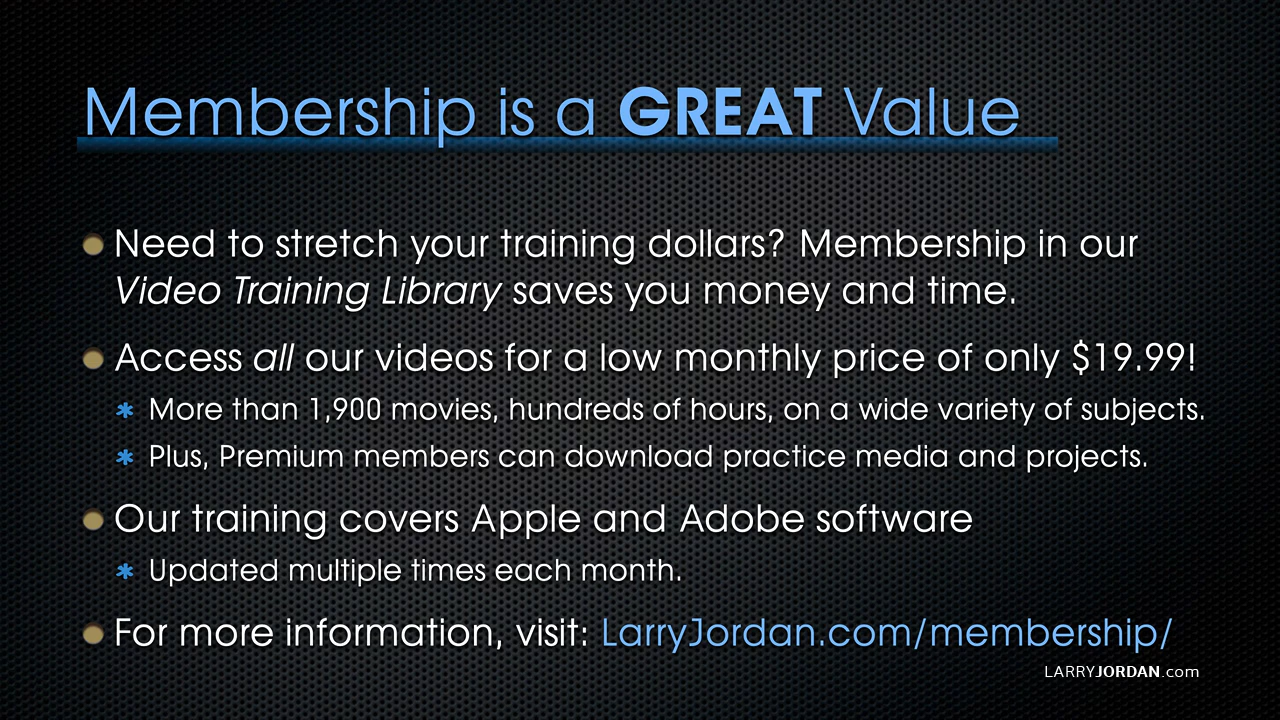 Membership is a GREAT Value
Need to stretch your training dollars? Membership in our
Video Training Library saves you money and time.
Access all our videos for a low monthly price of only $19.99!
More than 1,900 movies, hundreds of hours, on a wide variety of subjects.
Plus, Premium members can download practice media and projects.
Our training covers Apple and Adobe software
Updated multiple times each month.
For more information, visit: LarryJordan.com/membership/
LARRYJORDAN.com